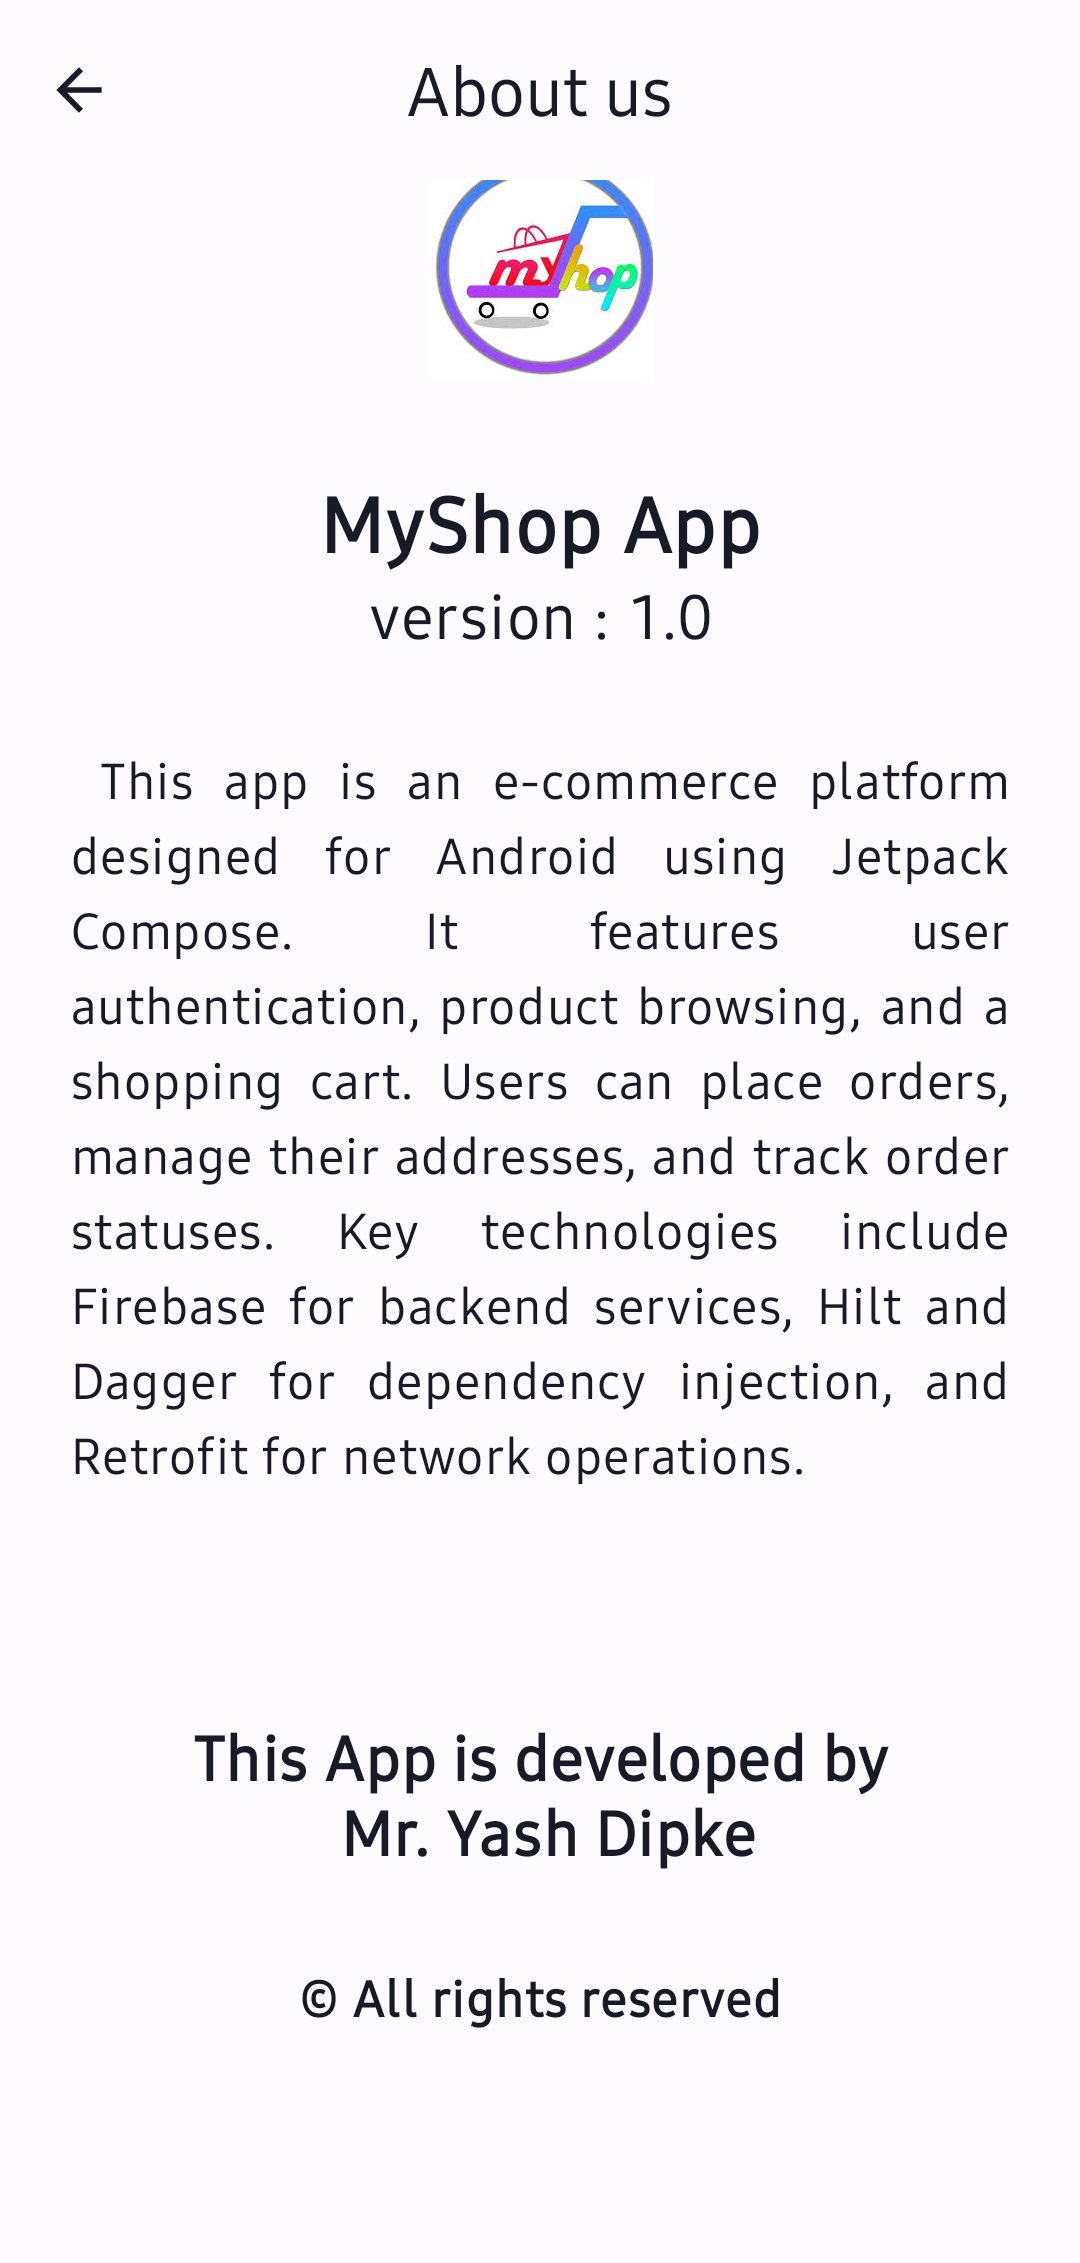 About us
myShop
MyShop App
version : 1.0
This app is an e-commerce platform
designed for Android using Jetpack
Compose. It features user
authentication, product browsing, and a
shopping cart. Users can place orders,
manage their addresses, and track order
statuses. Key technologies include
Firebase for backend services, Hilt and
Dagger for dependency injection, and
Retrofit for network operations.
This App is developed by
Mr. Yash Dipke
© All rights reserved